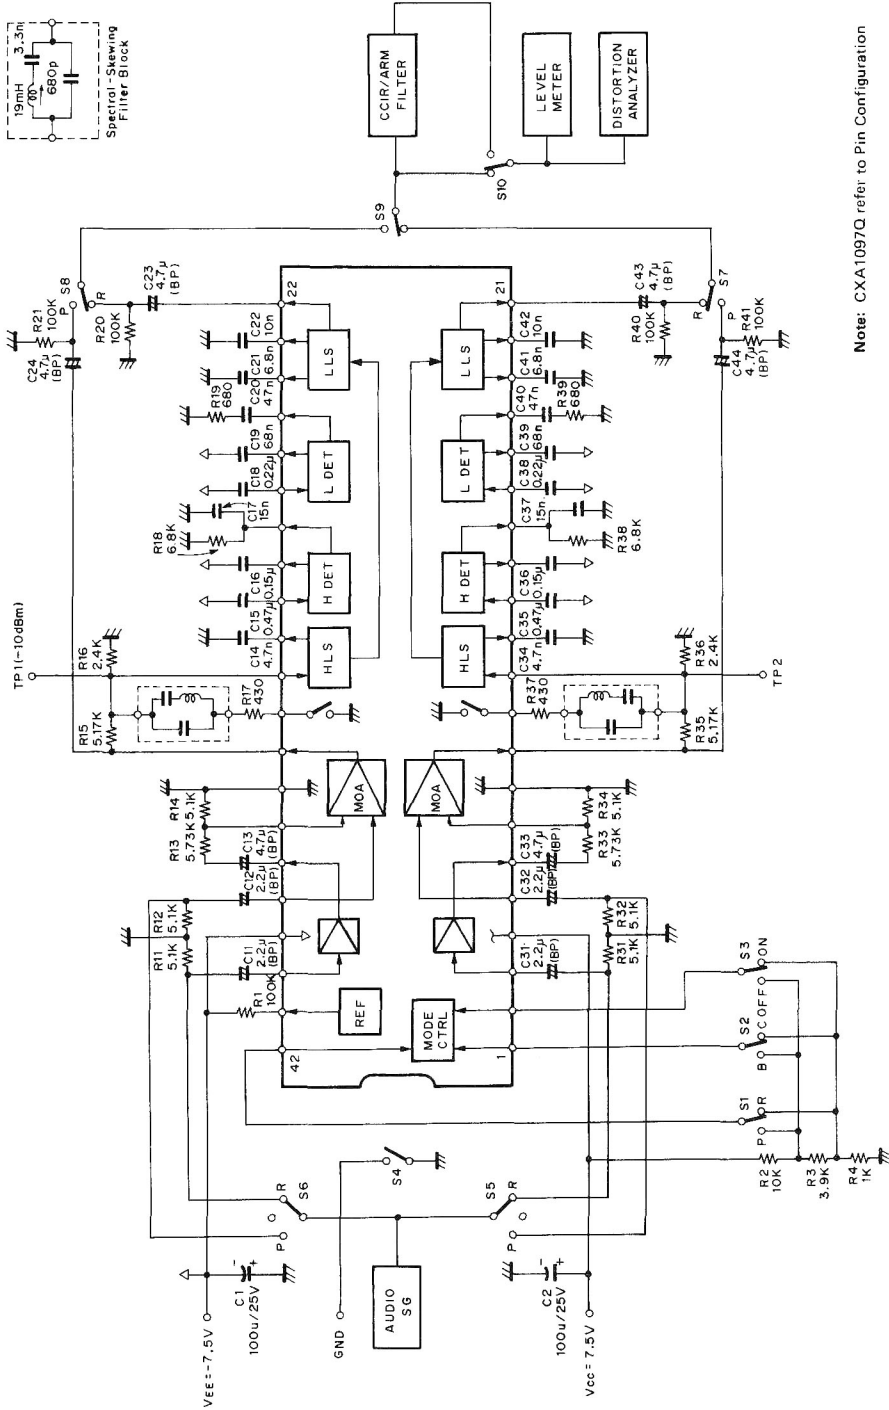 3.3n
19mH
680p
Spectral-Skewing
Filter Block
CCIR/ARM
FILTER
LEVEL
METER
DISTORTION
ANALYZER
S10
S9
S8
P
R
C23
4.7µ
(BP)
R21
100K
R20
100K
C24
4.7µ
(BP)
22
C22
10n
C21
6.8n
C20
47n
R19
680
C19
68n
C18
0.22µ
C17
15n
R18
6.8K
C16
0.15µ
C15
0.47µ
C14
4.7n
TP1(-10dBm)
R16
2.4K
R15
5.17K
R17
430
LLS
L DET
H DET
HLS
MOA
R14
5.1K
R13
5.73K
C13
4.7µ
(BP)
C12
2.2µ
(BP)
R12
5.1K
R11
5.1K
C11
2.2µ
(BP)
R1
100K
REF
42
S7
R
P
C43
4.7µ
(BP)
R40
100K
R41
100K
C44
4.7µ
(BP)
21
C42
10n
C41
6.8n
C40
47n
R39
680
C39
68n
C38
0.22µ
C37
15n
R38
6.8K
C36
0.15µ
C35
0.47µ
C34
4.7n
R36
2.4K
R35
5.17K
R37
430
TP2
LLS
L DET
H DET
HLS
MOA
R34
5.1K
R33
5.73K
C33
4.7µ
(BP)
C32
2.2µ
(BP)
R32
5.1K
R31
5.1K
C31
2.2µ
(BP)
MODE
CTRL
1
S3
ON
OFF
S2
C
B
S1
R
P
R2
10K
R3
3.9K
R4
1K
S4
S6
R
P
S5
R
P
AUDIO
SG
GND
VEE=-7.5V
C1
100u/25V
-
+
C2
100u/25V
-
+
Vcc=7.5V
Note: CXA1097Q refer to Pin Configuration